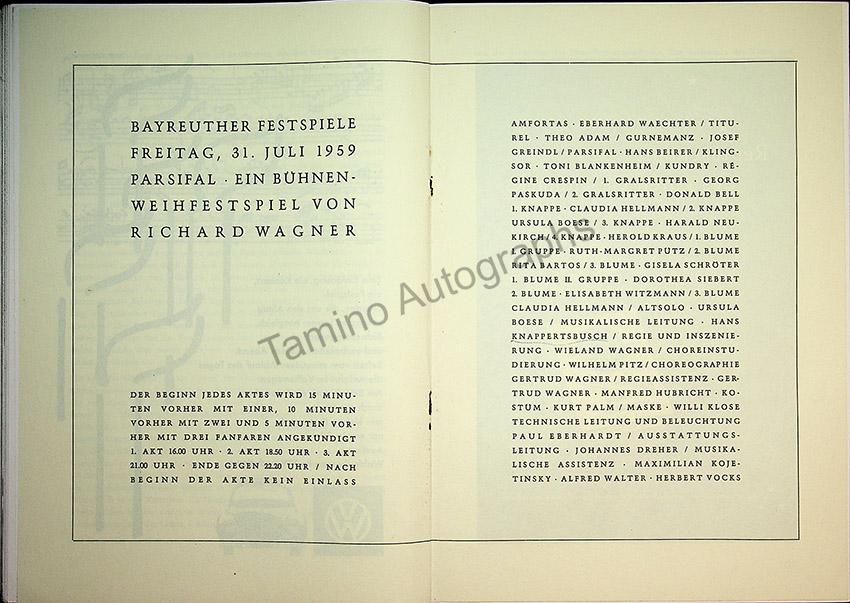 BAYREUTHER FESTSPIELE
FREITAG, 31. JULI 1959
PARSIFAL · EIN BÜHNEN-
WEIHFESTSPIEL VON
RICHARD WAGNER
DER BEGINN JEDES AKTES WIRD 15 MINU-
TEN VORHER MIT EINER, 10 MINUTEN
VORHER MIT ZWEI UND 5 MINUTEN VOR-
HER MIT DREI FANFAREN ANGEKÜNDIGT
1. AKT 16.00 UHR · 2. AKT 18.50 UHR · 3. AKT
21.00 UHR · ENDE GEGEN 22.20 UHR / NACH
BEGINN DER AKTE KEIN EINLASS
AMFORTAS · EBERHARD WAECHTER / TITU-
REL · THEO ADAM / GURNEMANZ · JOSEF
GREINDL / PARSIFAL · HANS BEIRER / KLING-
SOR · TONI BLANKENHEIM / KUNDRY · RÉ-
GINE CRESPIN / 1. GRALSRITTER · GEORG
PASKUDA / 2. GRALSRITTER · DONALD BELL
1. KNAPPE · CLAUDIA HELLMANN / 2. KNAPPE
URSULA BOESE / 3. KNAPPE · HARALD NEU-
KIRCH / 4. KNAPPE · HEROLD KRAUS / 1. BLUME
I. GRUPPE · RUTH-MARGRET PÜTZ / 2. BLUME
RITA BARTOS / 3. BLUME · GISELA SCHRÖTER
1. BLUME II. GRUPPE · DOROTHEA SIEBERT
2. BLUME · ELISABETH WITZMANN / 3. BLUME
CLAUDIA HELLMANN / ALTSOLO · URSULA
BOESE / MUSIKALISCHE LEITUNG · HANS
KNAPPERTSBUSCH / REGIE UND INSZENIE-
RUNG · WIELAND WAGNER / CHOREINSTU-
DIERUNG · WILHELM PITZ / CHOREOGRAPHIE
GERTRUD WAGNER / REGIEASSISTENZ · GER-
TRUD WAGNER · MANFRED HUBRICHT · KO-
STÜM · KURT PALM / MASKE · WILLI KLOSE
TECHNISCHE LEITUNG UND BELEUCHTUNG
PAUL EBERHARDT / AUSSTATTUNGS-
LEITUNG · JOHANNES DREHER / MUSIKA-
LISCHE ASSISTENZ · MAXIMILIAN KOJE-
TINSKY · ALFRED WALTER · HERBERT VOCKS
Tamino Autographs